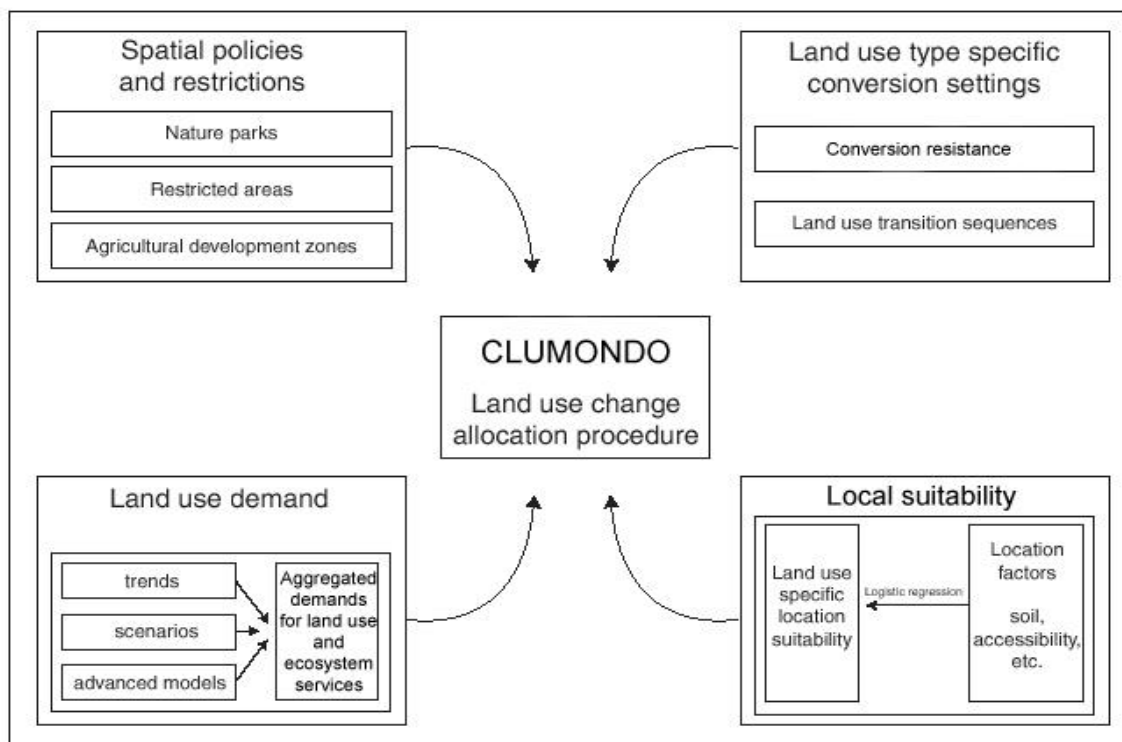 Spatial policies
and restrictions
Nature parks
Restricted areas
Agricultural development zones
Land use type specific
conversion settings
Conversion resistance
Land use transition sequences
CLUMONDO
Land use change
allocation procedure
Land use demand
trends
scenarios
advanced models
Aggregated
demands
for land use
and
ecosystem
services
Local suitability
Land use
specific
location
suitability
Logistic regression
Location
factors
soil,
accessibility,
etc.